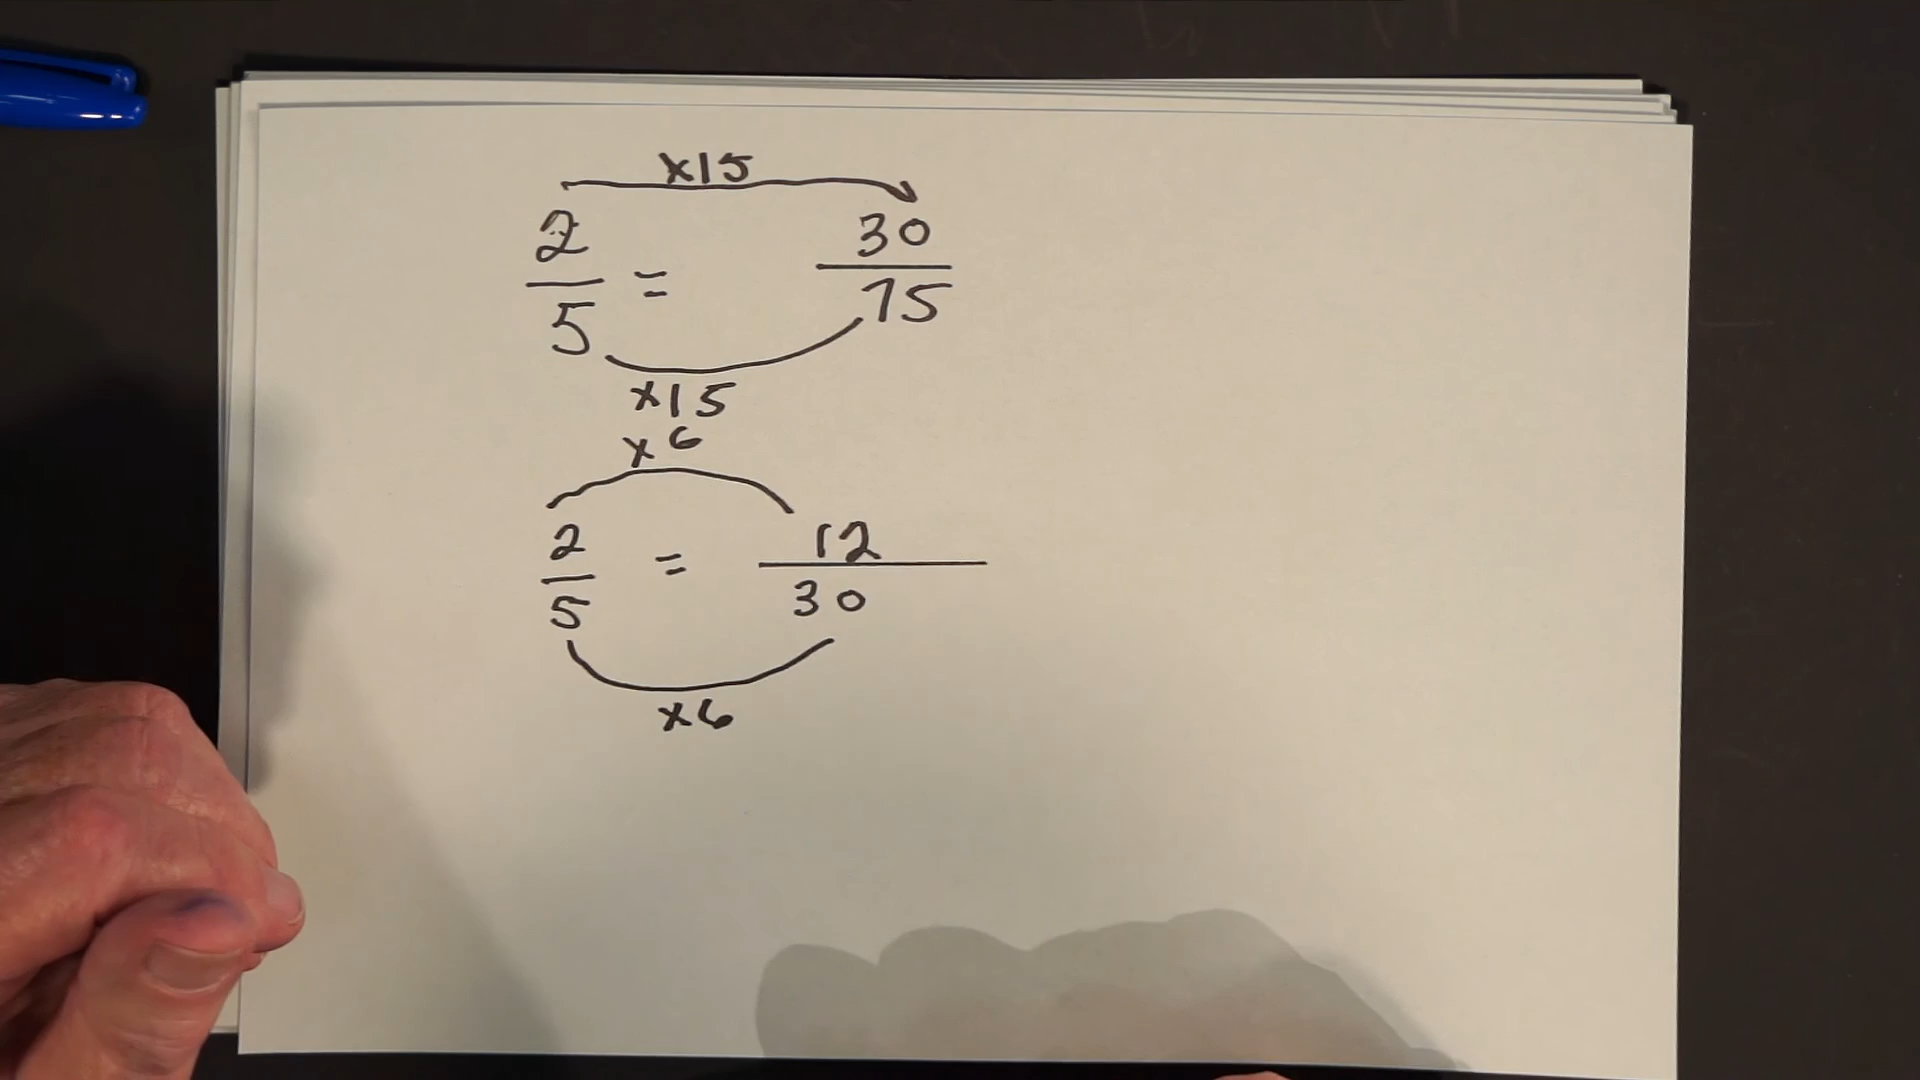 x15
2/5 = 30/75
x15
x6
2/5 = 12/30
x6